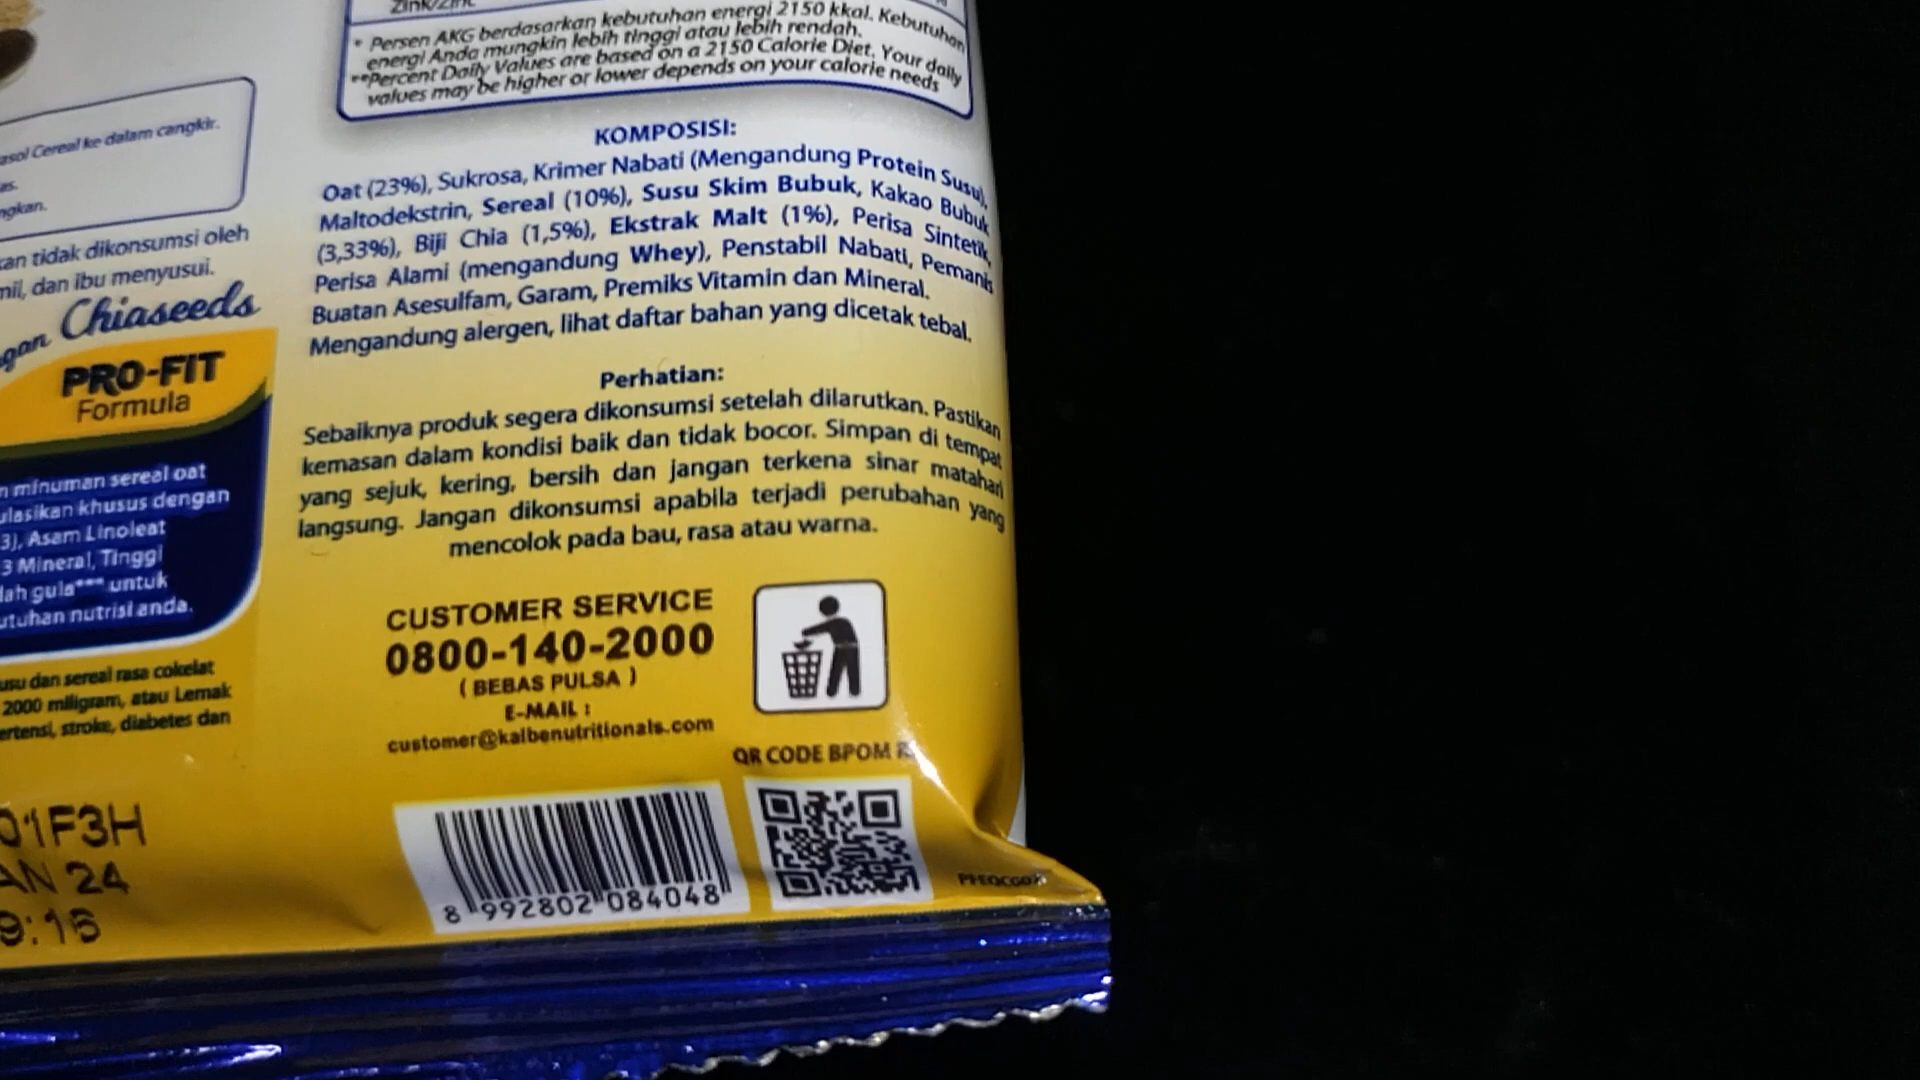 Zink/Zinc
* Persen AKG berdasarkan kebutuhan energi 2150 kkal. Kebutuhan
energi Anda mungkin lebih tinggi atau lebih rendah.
**Percent Daily Values are based on a 2150 Calorie Diet. Your daily
values may be higher or lower depends on your calorie needs
KOMPOSISI:
Oat (23%), Sukrosa, Krimer Nabati (Mengandung Protein Susu),
Maltodekstrin, Sereal (10%), Susu Skim Bubuk, Kakao Bubuk
(3,33%), Biji Chia (1,5%), Ekstrak Malt (1%), Perisa Sintetik,
Perisa Alami (mengandung Whey), Penstabil Nabati, Pemanis
Buatan Asesulfam, Garam, Premiks Vitamin dan Mineral.
Mengandung alergen, lihat daftar bahan yang dicetak tebal.
Perhatian:
Sebaiknya produk segera dikonsumsi setelah dilarutkan. Pastikan
kemasan dalam kondisi baik dan tidak bocor. Simpan di tempat
yang sejuk, kering, bersih dan jangan terkena sinar matahari
langsung. Jangan dikonsumsi apabila terjadi perubahan yang
mencolok pada bau, rasa atau warna.
CUSTOMER SERVICE
0800-140-2000
( BEBAS PULSA )
E-MAIL :
customer@kalbenutritionals.com
QR CODE BPOM
8 992802 084048
Cereal ke dalam cangkir.
tidak dikonsumsi oleh
dan ibu menyusui.
Chiaseeds
PRO-FIT
Formula
minuman sereal oat
khusus dengan
3), Asam Linoleat
3 Mineral, Tinggi
gula*** untuk
nutrisi anda.
dan sereal rasa cokelat
2000 miligram, atau Lemak
stroke, diabetes dan
01F3H
24
9:15